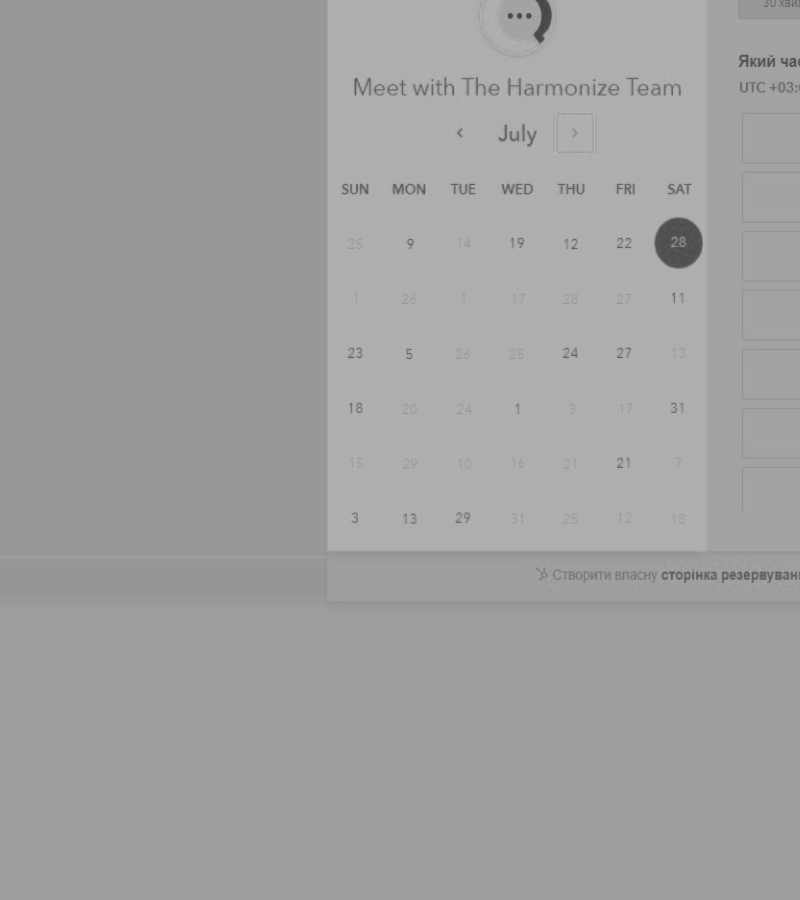 30 хвил
Meet with The Harmonize Team
Який час
UTC +03:0
July
SUN MON TUE WED THU FRI SAT
25 9 14 19 12 22 28
1 26 1 17 28 27 11
23 5 26 25 24 27 13
18 20 24 1 3 17 31
15 29 10 16 21 21 7
3 13 29 31 25 12 18
Створити власну сторінка резервуван